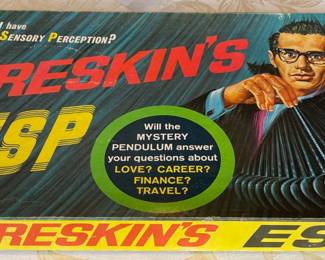 I have
SENSORY PERCEPTION?
RESKIN'S
ESP
Will the
MYSTERY
PENDULUM answer
your questions about
LOVE? CAREER?
FINANCE?
TRAVEL?
RESKIN'S ES